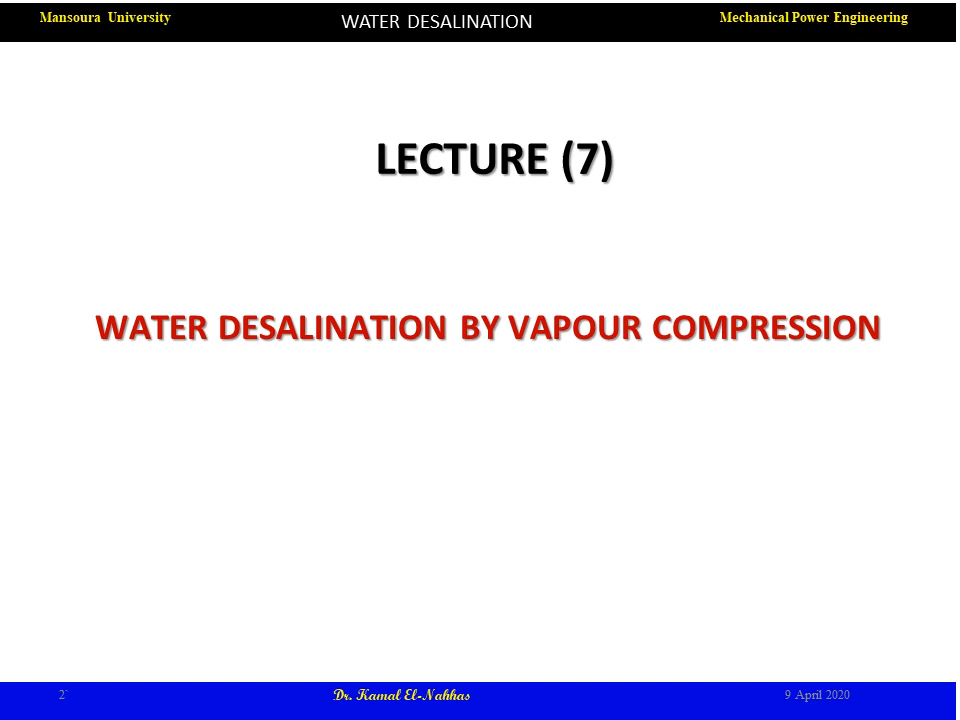 Mansoura University WATER DESALINATION Mechanical Power Engineering
LECTURE (7)
WATER DESALINATION BY VAPOUR COMPRESSION
Dr. Kamal El-Nahhas 9 April 2020